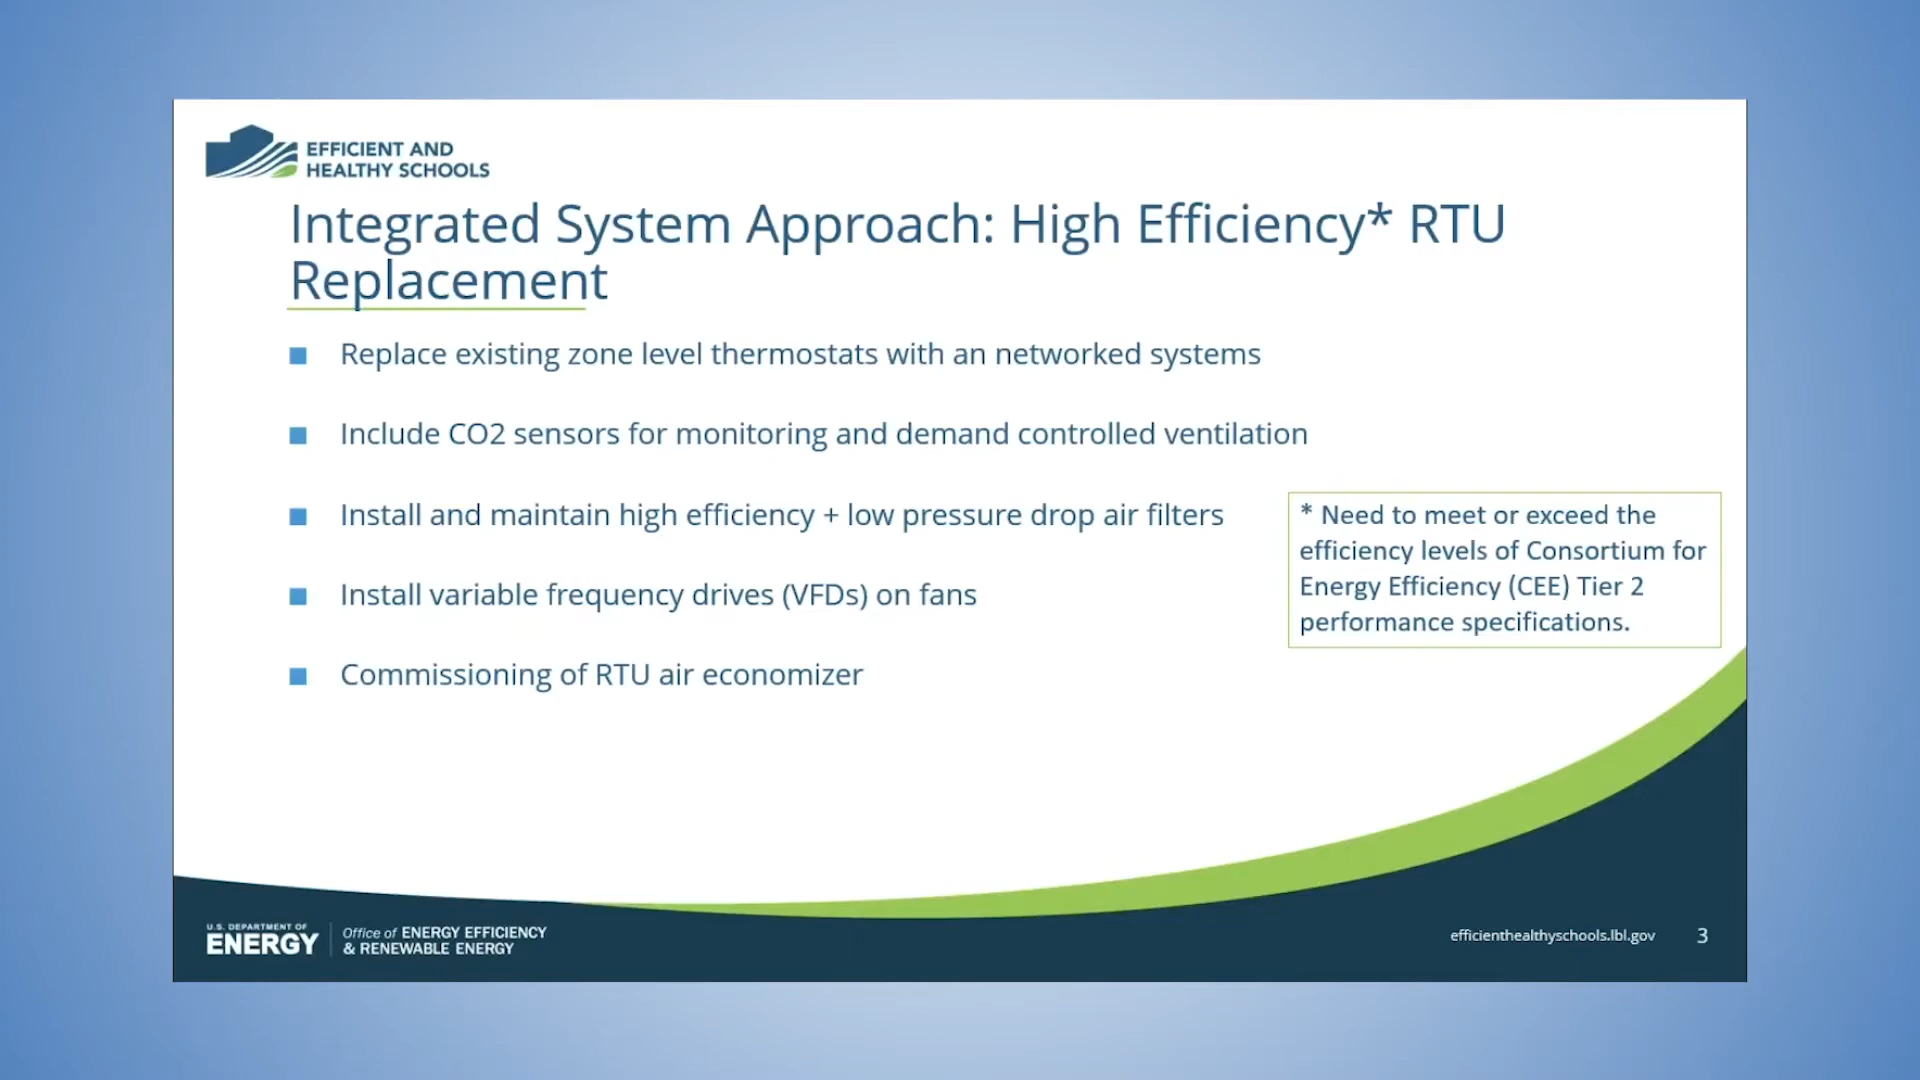 EFFICIENT AND
HEALTHY SCHOOLS
Integrated System Approach: High Efficiency* RTU
Replacement
Replace existing zone level thermostats with an networked systems
Include CO2 sensors for monitoring and demand controlled ventilation
Install and maintain high efficiency + low pressure drop air filters
Install variable frequency drives (VFDs) on fans
Commissioning of RTU air economizer
* Need to meet or exceed the
efficiency levels of Consortium for
Energy Efficiency (CEE) Tier 2
performance specifications.
U.S. DEPARTMENT OF
ENERGY
Office of ENERGY EFFICIENCY
& RENEWABLE ENERGY
efficienthealthyschools.lbl.gov
3